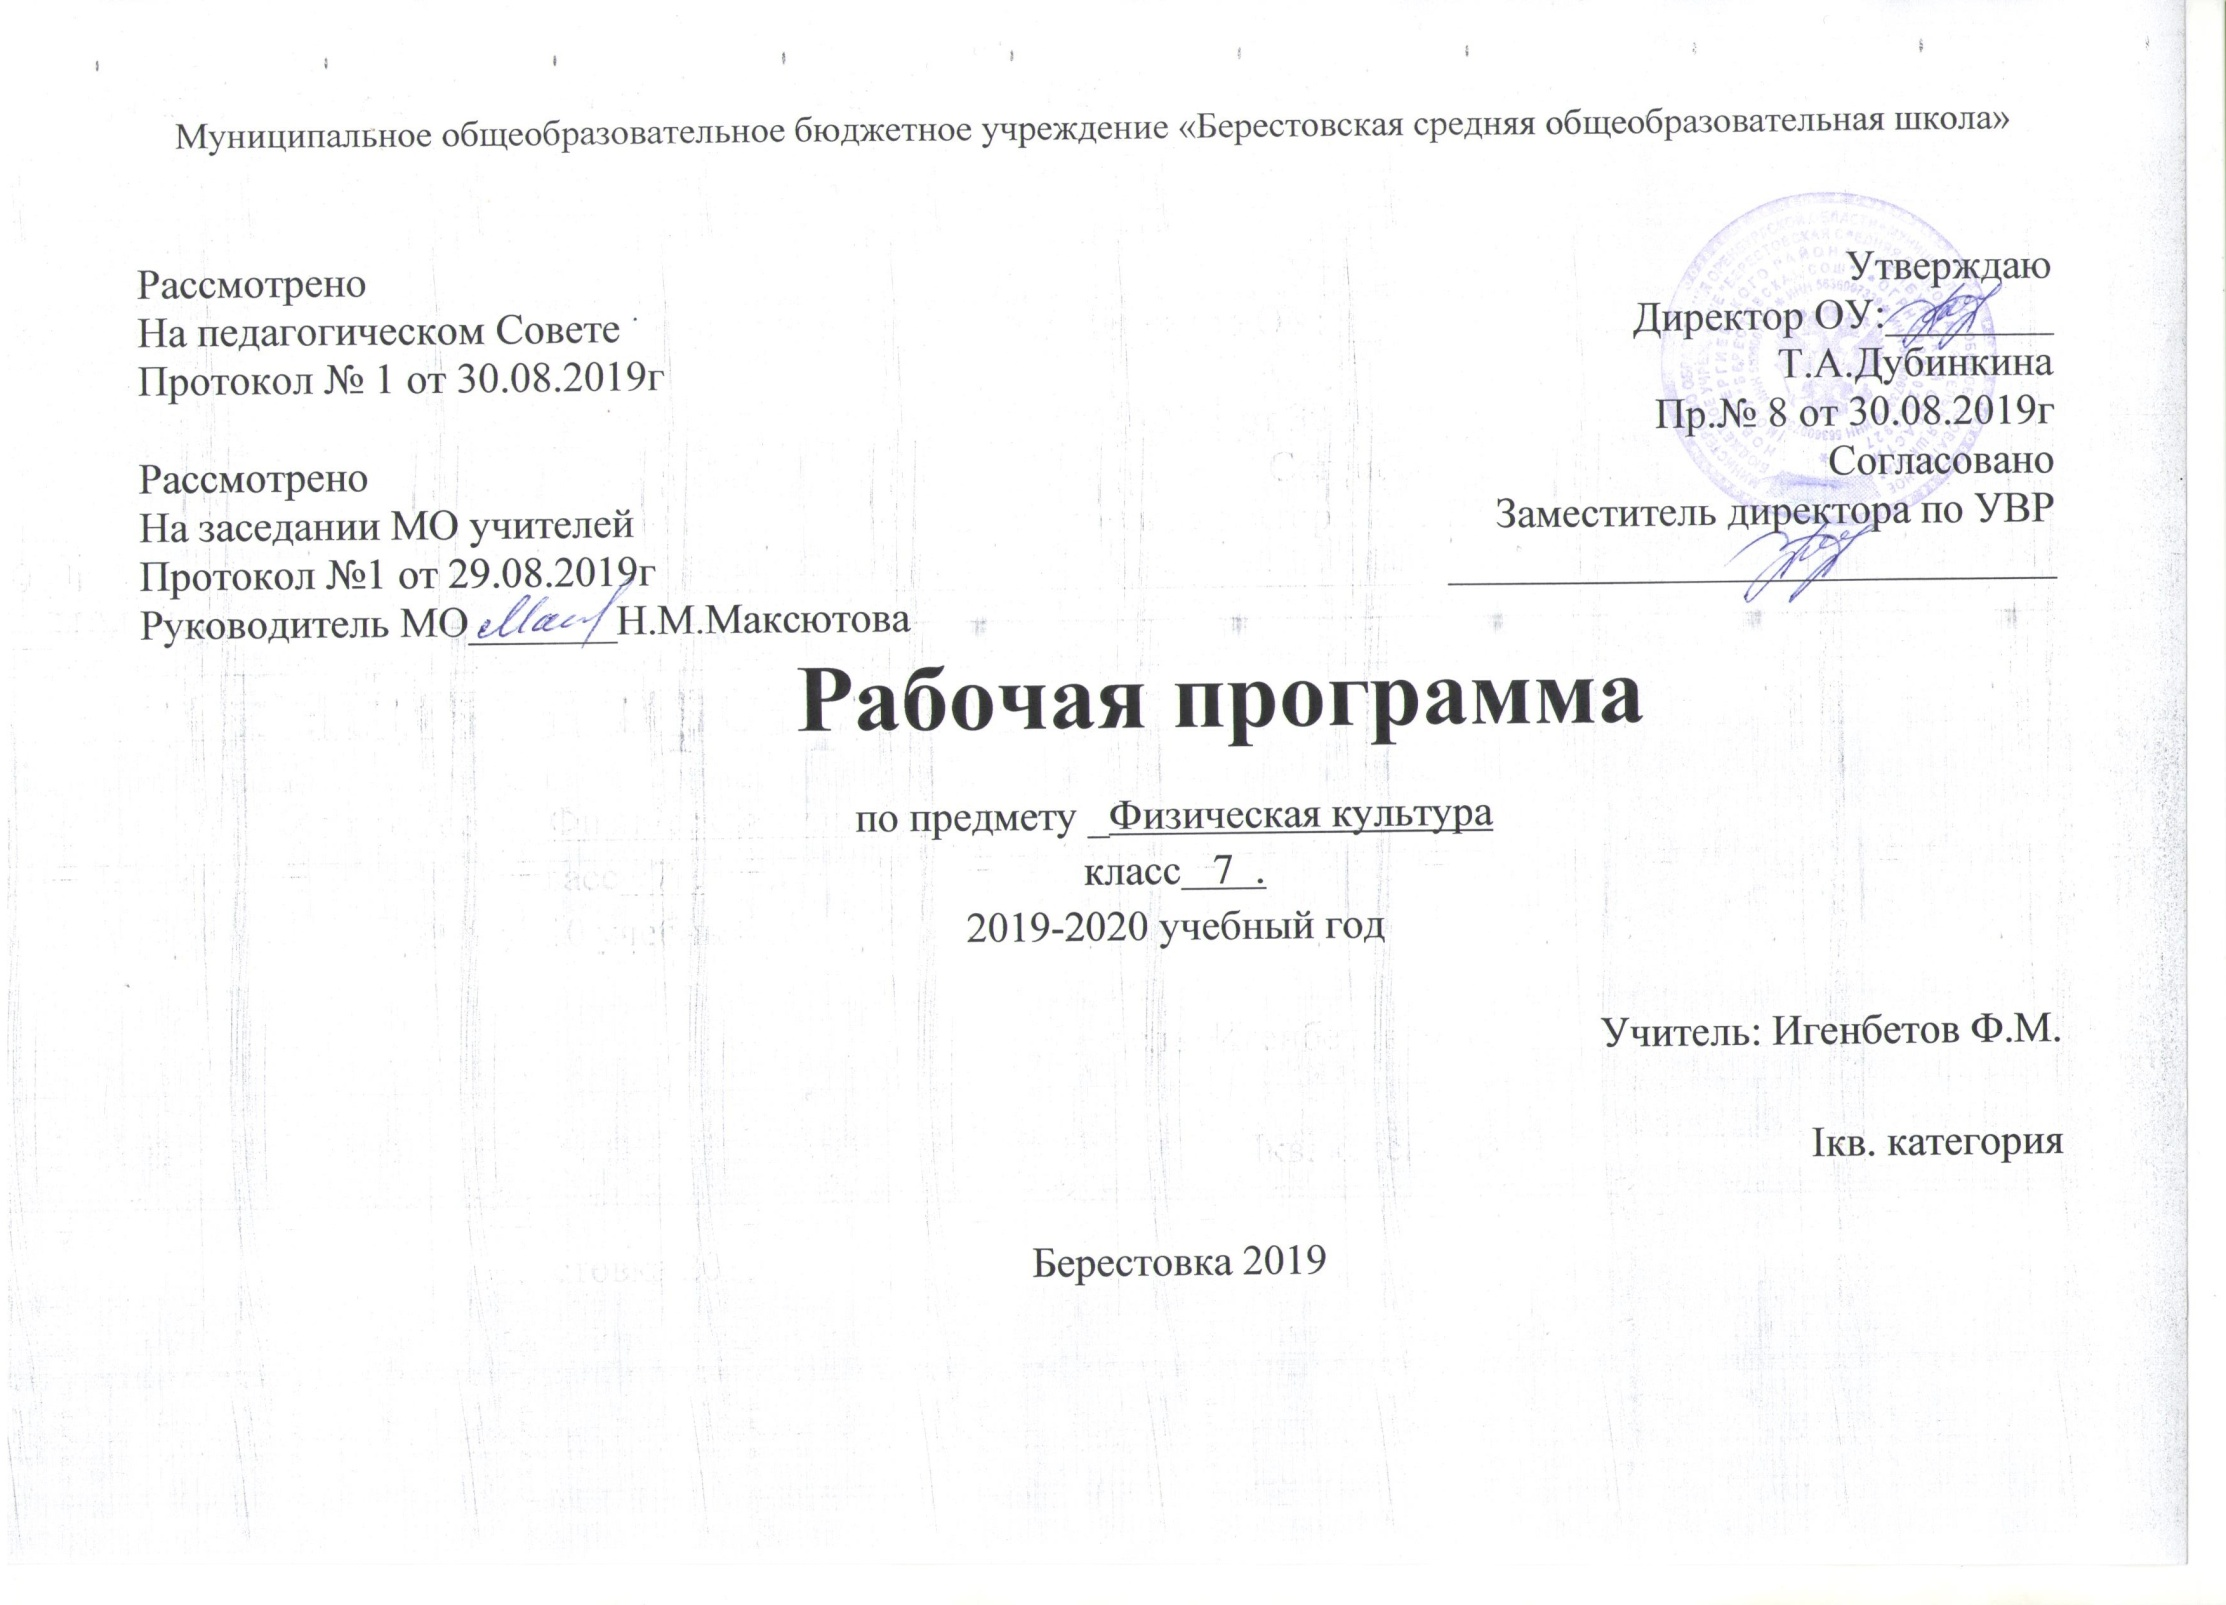 Муниципальное общеобразовательное бюджетное учреждение «Берестовская средняя общеобразовательная школа»
Рассмотрено
На педагогическом Совете
Протокол № 1 от 30.08.2019г
Рассмотрено
На заседании МО учителей
Протокол №1 от 29.08.2019г
Руководитель МО_______Н.М.Максютова
Утверждаю
Директор ОУ:________
Т.А.Дубинкина
Пр.№ 8 от 30.08.2019г
Согласовано
Заместитель директора по УВР
Рабочая программа
по предмету _Физическая культура
класс_ 7 .
2019-2020 учебный год
Учитель: Игенбетов Ф.М.
Iкв. категория
Берестовка 2019